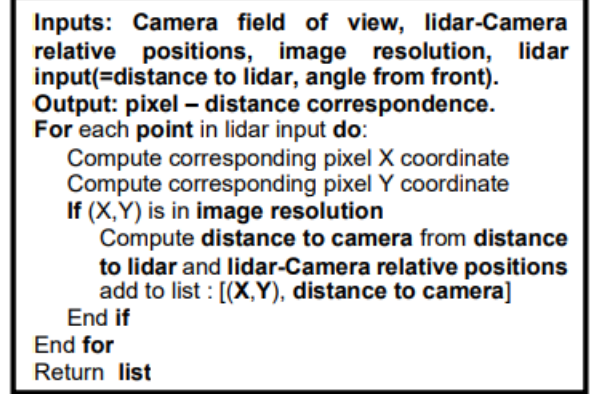 Inputs: Camera field of view, lidar-Camera
relative positions, image resolution, lidar
input(=distance to lidar, angle from front).
Output: pixel – distance correspondence.
For each point in lidar input do:
Compute corresponding pixel X coordinate
Compute corresponding pixel Y coordinate
If (X,Y) is in image resolution
Compute distance to camera from distance
to lidar and lidar-Camera relative positions
add to list : [(X,Y), distance to camera]
End if
End for
Return list